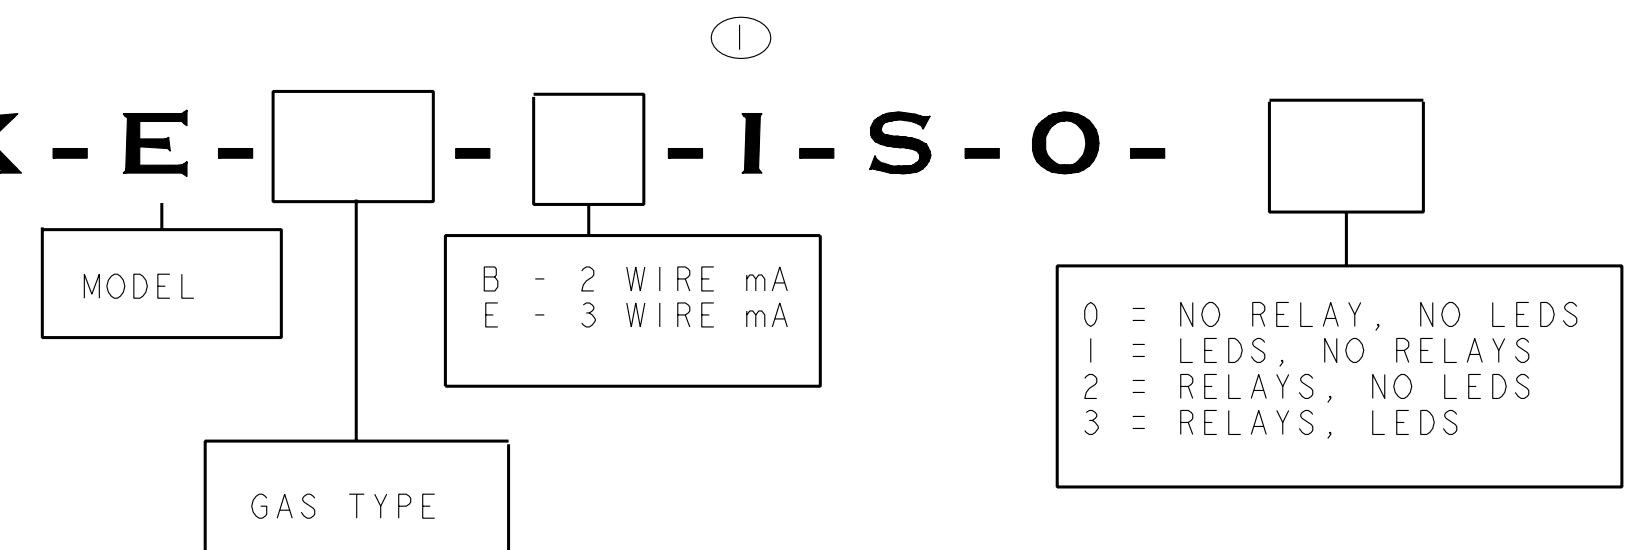 1
K-E- - -I-S-O-
MODEL
B - 2 WIRE mA
E - 3 WIRE mA
0 = NO RELAY, NO LEDS
1 = LEDS, NO RELAYS
2 = RELAYS, NO LEDS
3 = RELAYS, LEDS
GAS TYPE